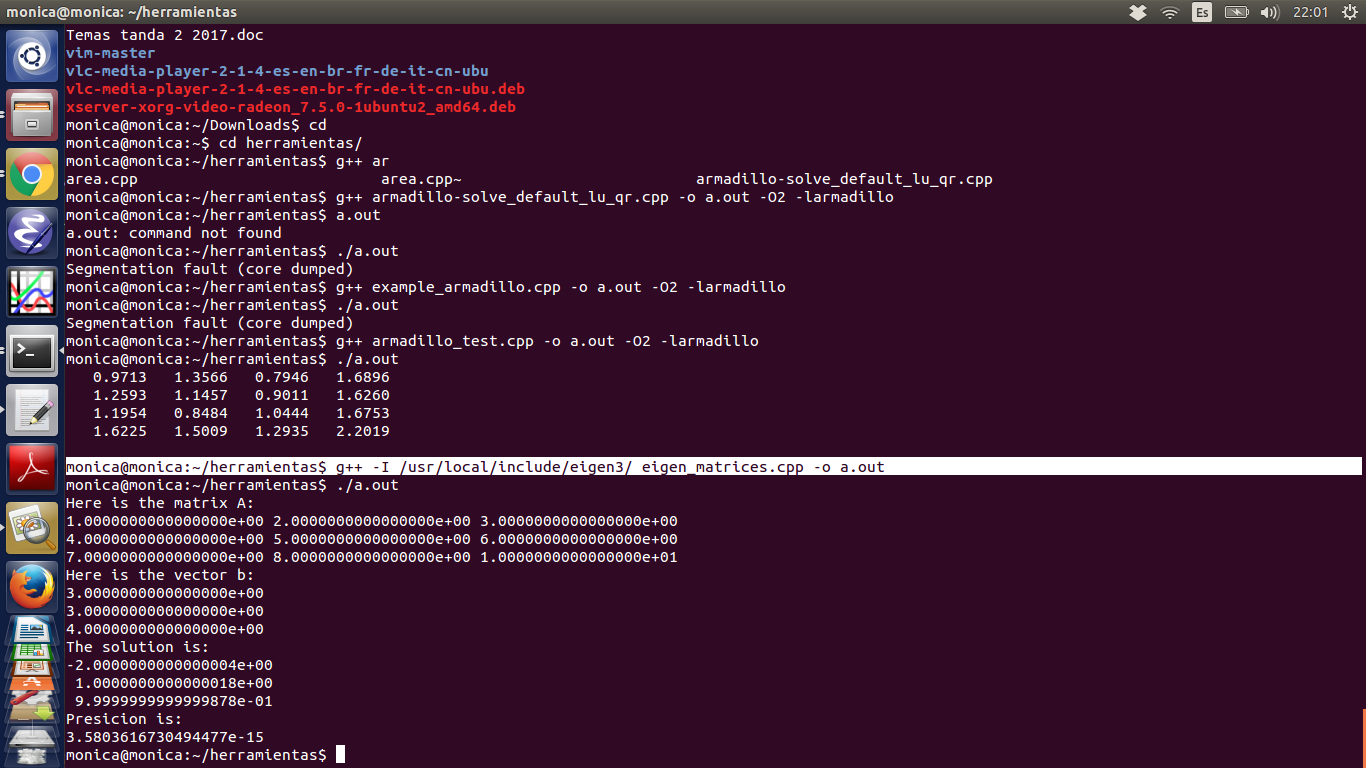 monica@monica: ~/herramientas
Es
22:01
Temas tanda 2 2017.doc
vim-master
vlc-media-player-2-1-4-es-en-br-fr-de-it-cn-ubu
vlc-media-player-2-1-4-es-en-br-fr-de-it-cn-ubu.deb
xserver-xorg-video-radeon_7.5.0-1ubuntu2_amd64.deb
monica@monica:~/Downloads$ cd
monica@monica:~$ cd herramientas/
monica@monica:~/herramientas$ g++ ar
area.cpp area.cpp~ armadillo-solve_default_lu_qr.cpp
monica@monica:~/herramientas$ g++ armadillo-solve_default_lu_qr.cpp -o a.out -O2 -larmadillo
monica@monica:~/herramientas$ a.out
a.out: command not found
monica@monica:~/herramientas$ ./a.out
Segmentation fault (core dumped)
monica@monica:~/herramientas$ g++ example_armadillo.cpp -o a.out -O2 -larmadillo
monica@monica:~/herramientas$ ./a.out
Segmentation fault (core dumped)
monica@monica:~/herramientas$ g++ armadillo_test.cpp -o a.out -O2 -larmadillo
monica@monica:~/herramientas$ ./a.out
0.9713 1.3566 0.7946 1.6896
1.2593 1.1457 0.9011 1.6260
1.1954 0.8484 1.0444 1.6753
1.6225 1.5009 1.2935 2.2019
monica@monica:~/herramientas$ g++ -I /usr/local/include/eigen3/ eigen_matrices.cpp -o a.out
monica@monica:~/herramientas$ ./a.out
Here is the matrix A:
1.0000000000000000e+00 2.0000000000000000e+00 3.0000000000000000e+00
4.0000000000000000e+00 5.0000000000000000e+00 6.0000000000000000e+00
7.0000000000000000e+00 8.0000000000000000e+00 1.0000000000000000e+01
Here is the vector b:
3.0000000000000000e+00
3.0000000000000000e+00
4.0000000000000000e+00
The solution is:
-2.0000000000000004e+00
1.0000000000000018e+00
9.9999999999999878e-01
Presicion is:
3.5803616730494477e-15
monica@monica:~/herramientas$